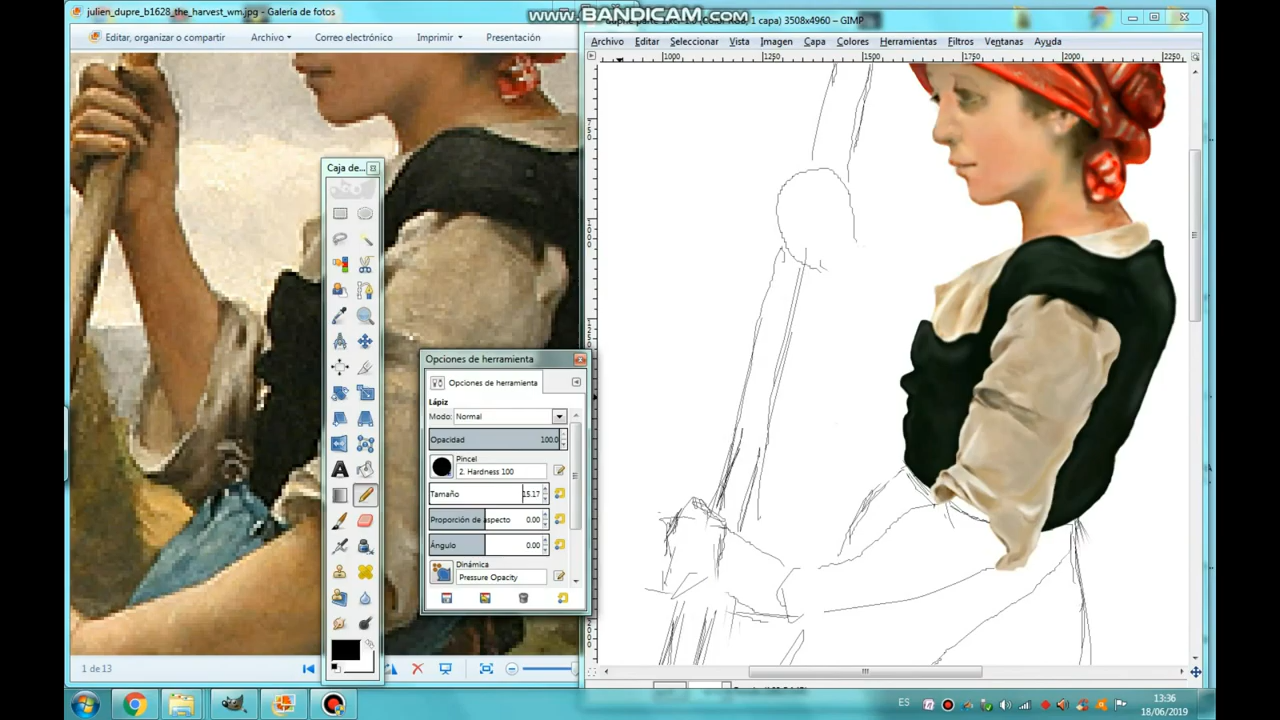 julien_dupre_b1628_the_harvest_wm.jpg - Galería de fotos
www.BANDICAM.com
3508x4960 – GIMP
Editar, organizar o compartir
Archivo
Correo electrónico
Imprimir
Presentación
Archivo
Editar
Seleccionar
Vista
Imagen
Capa
Colores
Herramientas
Filtros
Ventanas
Ayuda
1000
1250
1500
1750
2000
2250
Caja de...
Opciones de herramienta
Opciones de herramienta
Lápiz
Modo: Normal
Opacidad 100.0
Pincel
2. Hardness 100
Tamaño 15.17
Proporción de aspecto 0.00
Ángulo 0.00
Dinámica
Pressure Opacity
1 de 13
ES
13:36
18/06/2019